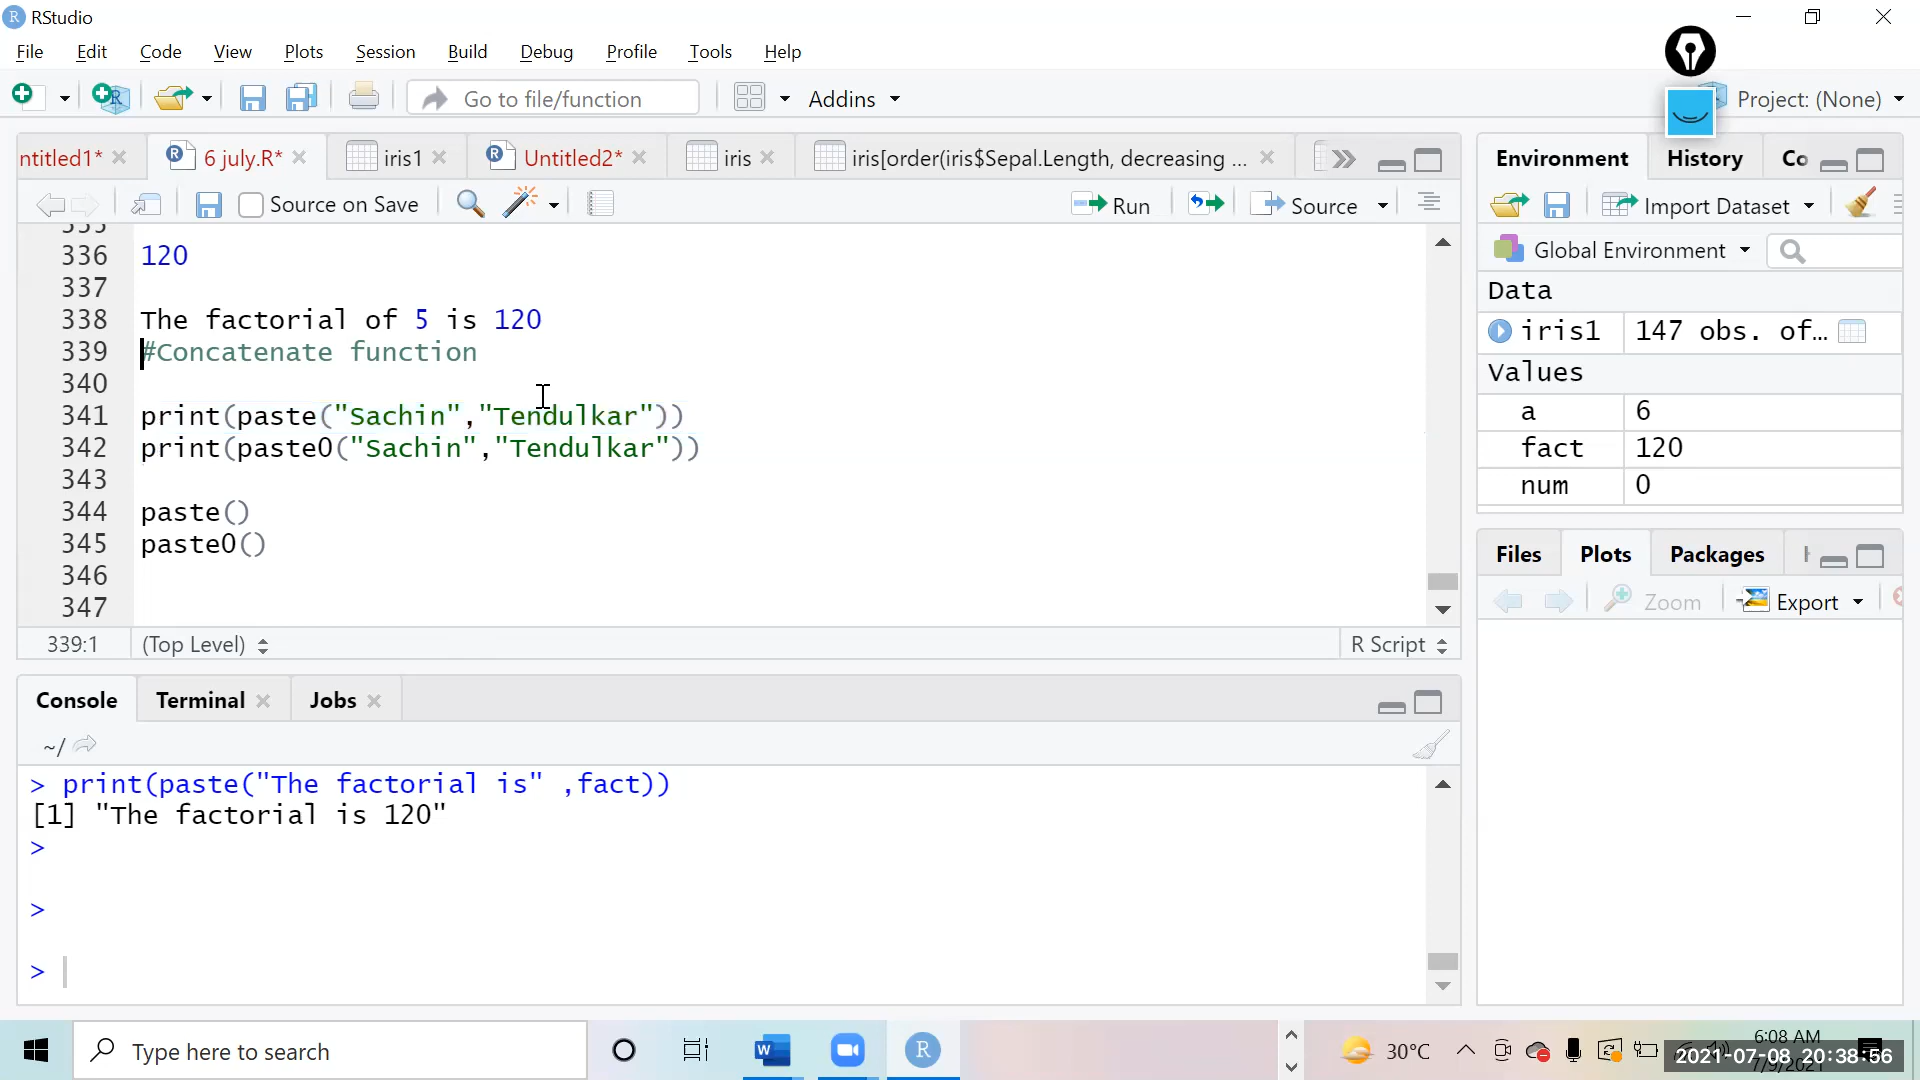 RStudio
File Edit Code View Plots Session Build Debug Profile Tools Help
Go to file/function Addins Project: (None)
ntitled1* 6 july.R* iris1 Untitled2* iris iris[order(iris$Sepal.Length, decreasing ...
Source on Save Run Source
335
336 120
337
338 The factorial of 5 is 120
339 #Concatenate function
340
341 print(paste("Sachin","Tendulkar"))
342 print(paste0("Sachin","Tendulkar"))
343
344 paste()
345 paste0()
346
347
339:1 (Top Level) R Script
Console Terminal Jobs
~/
> print(paste("The factorial is" ,fact))
[1] "The factorial is 120"
>
>
>
Environment History Co
Import Dataset
Global Environment
Data
iris1 147 obs. of…
Values
a 6
fact 120
num 0
Files Plots Packages
Zoom Export
Type here to search
W R
30°C
6:08 AM
2021-07-08 20:38:56